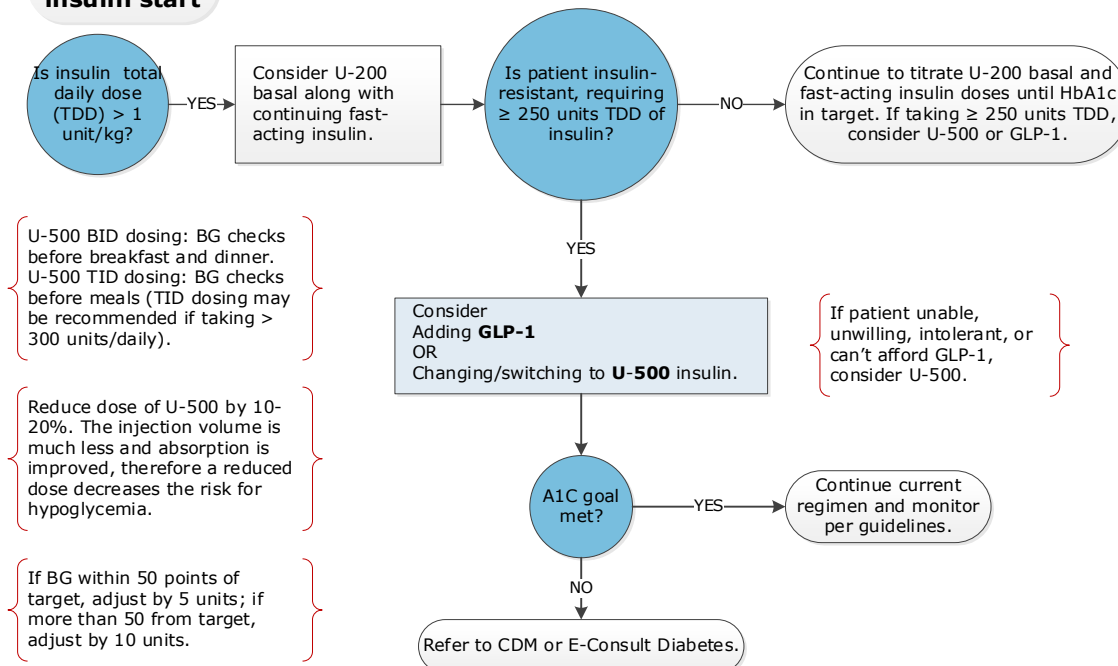 insulin start
Is insulin total
daily dose
(TDD) > 1
unit/kg?
YES
Consider U-200
basal along with
continuing fast-
acting insulin.
Is patient insulin-
resistant, requiring
≥ 250 units TDD of
insulin?
NO
Continue to titrate U-200 basal and
fast-acting insulin doses until HbA1c
in target. If taking ≥ 250 units TDD,
consider U-500 or GLP-1.
YES
U-500 BID dosing: BG checks
before breakfast and dinner.
U-500 TID dosing: BG checks
before meals (TID dosing may
be recommended if taking >
300 units/daily).
Consider
Adding GLP-1
OR
Changing/switching to U-500 insulin.
If patient unable,
unwilling, intolerant, or
can't afford GLP-1,
consider U-500.
Reduce dose of U-500 by 10-
20%. The injection volume is
much less and absorption is
improved, therefore a reduced
dose decreases the risk for
hypoglycemia.
A1C goal
met?
YES
Continue current
regimen and monitor
per guidelines.
NO
If BG within 50 points of
target, adjust by 5 units; if
more than 50 from target,
adjust by 10 units.
Refer to CDM or E-Consult Diabetes.